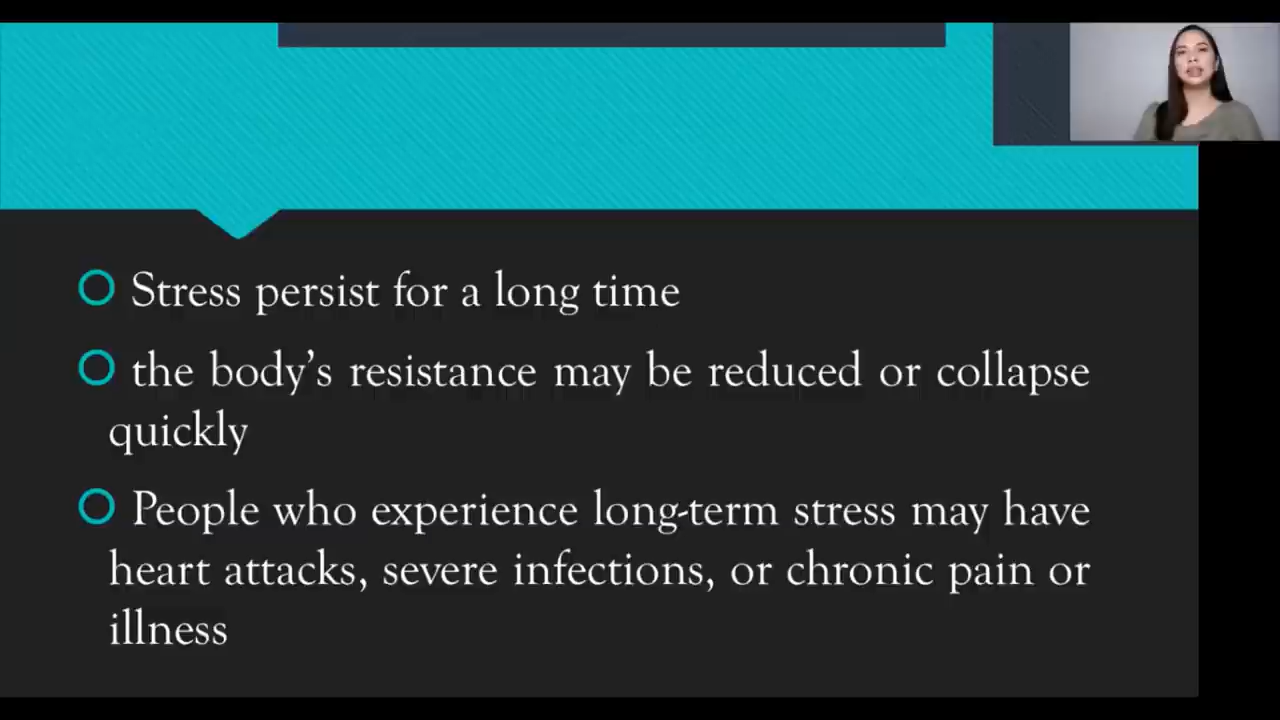 Stress persist for a long time
the body's resistance may be reduced or collapse
quickly
People who experience long-term stress may have
heart attacks, severe infections, or chronic pain or
illness